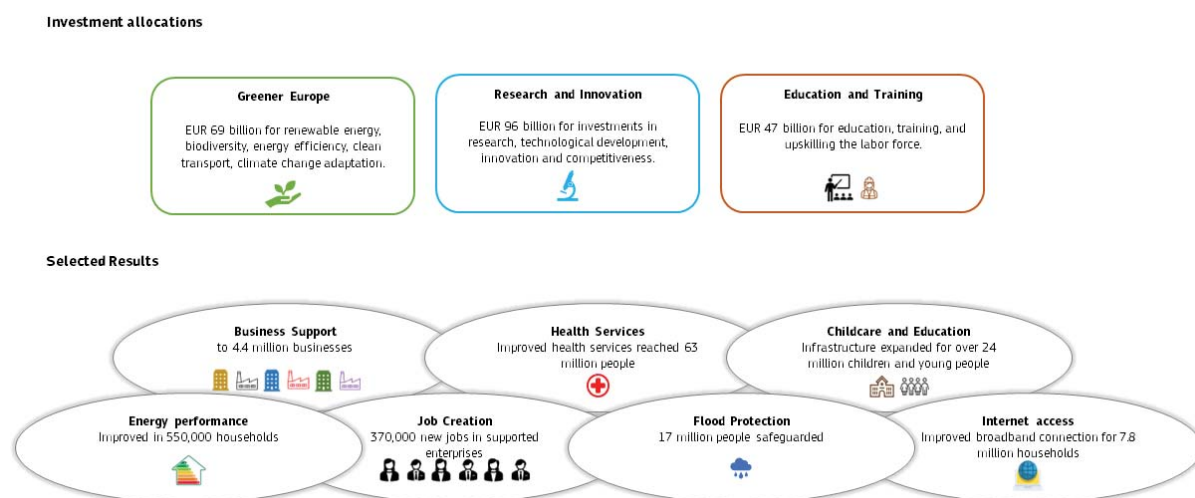 Investment allocations
Greener Europe
EUR 69 billion for renewable energy,
biodiversity, energy efficiency, clean
transport, climate change adaptation.
Research and Innovation
EUR 96 billion for investments in
research, technological development,
innovation and competitiveness.
Education and Training
EUR 47 billion for education, training, and
upskilling the labor force.
Selected Results
Business Support
to 4.4 million businesses
Health Services
Improved health services reached 63
million people
Childcare and Education
Infrastructure expanded for over 24
million children and young people
Energy performance
Improved in 550,000 households
Job Creation
370,000 new jobs in supported
enterprises
Flood Protection
17 million people safeguarded
Internet access
Improved broadband connection for 7.8
million households